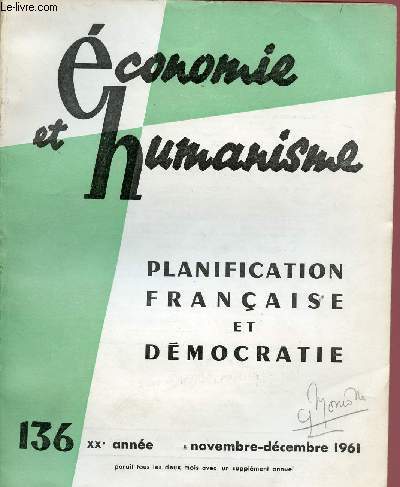 Le-livre.com
économie
et humanisme
PLANIFICATION
FRANÇAISE
ET
DÉMOCRATIE
136 XXe année novembre-décembre 1961
paraît tous les deux mois avec un supplément annuel